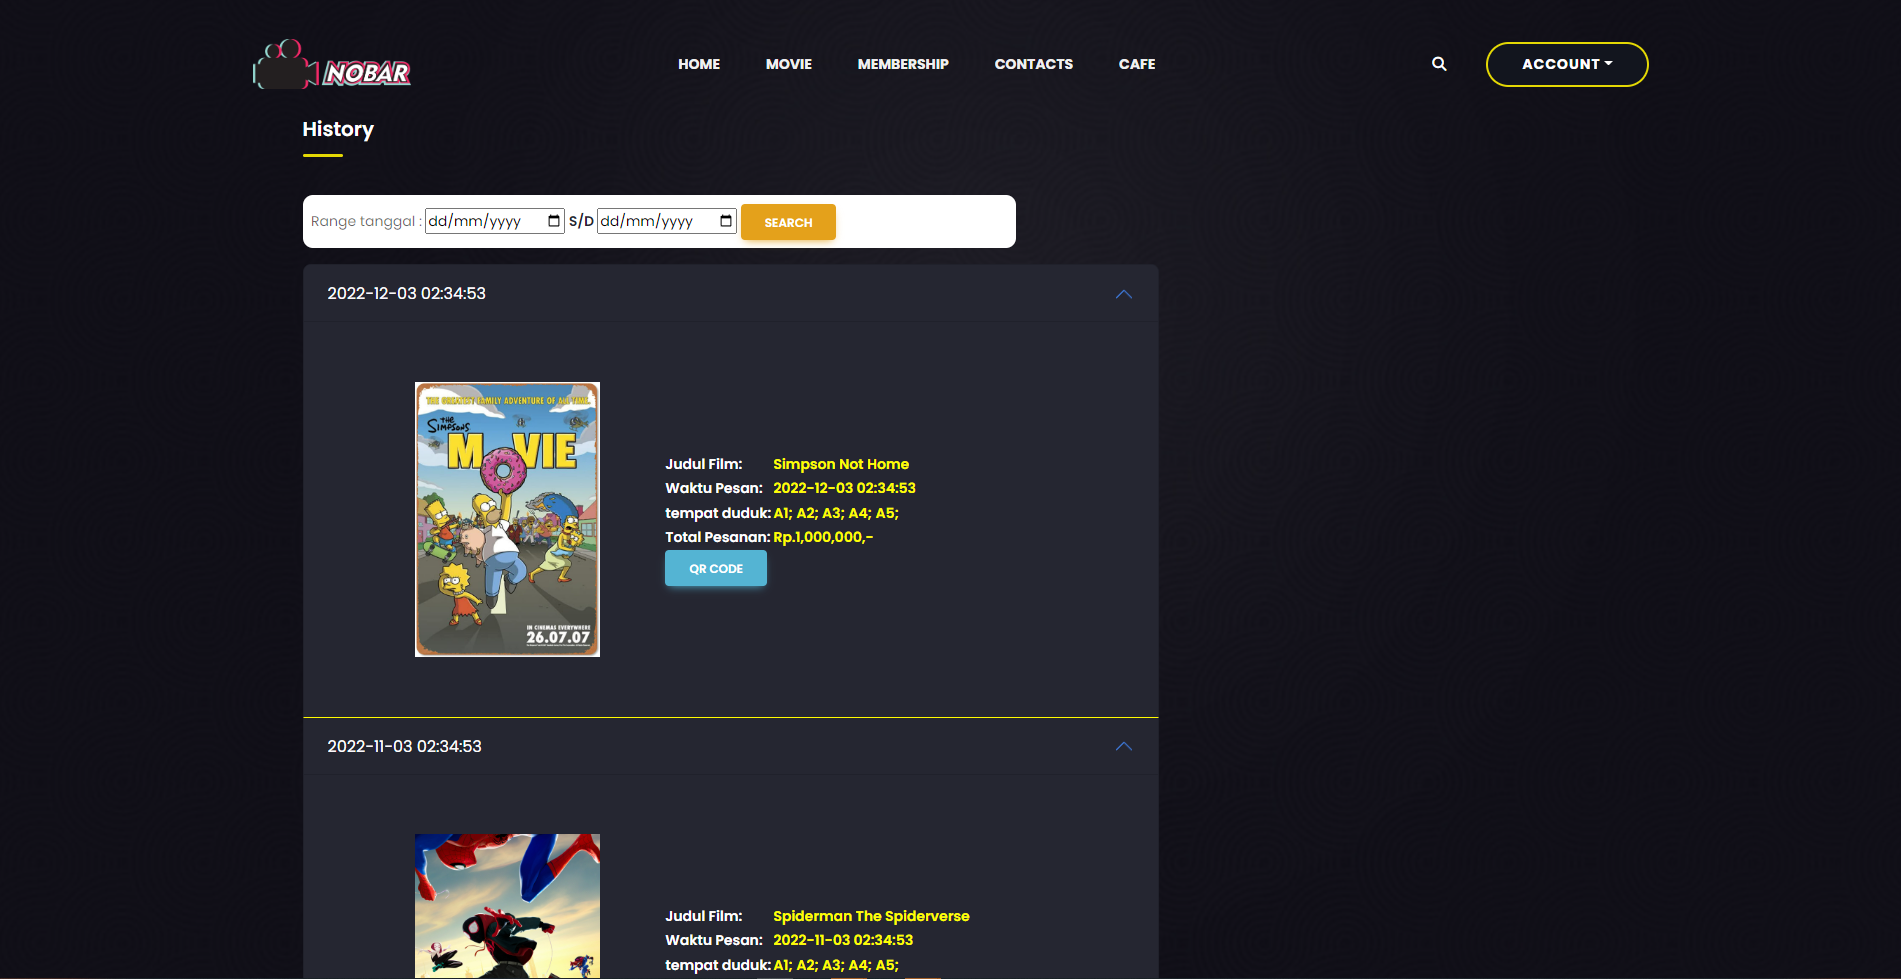 NOBAR HOME MOVIE MEMBERSHIP CONTACTS CAFE ACCOUNT
History
Range tanggal : dd/mm/yyyy S/D dd/mm/yyyy SEARCH
2022-12-03 02:34:53
THE GREATEST FAMILY ADVENTURE OF ALL TIME.
THE
SIMPSONS
MOVIE
IN CINEMAS EVERYWHERE
26.07.07
Judul Film: Simpson Not Home
Waktu Pesan: 2022-12-03 02:34:53
tempat duduk: A1; A2; A3; A4; A5;
Total Pesanan: Rp.1,000,000,-
QR CODE
2022-11-03 02:34:53
Judul Film: Spiderman The Spiderverse
Waktu Pesan: 2022-11-03 02:34:53
tempat duduk: A1; A2; A3; A4; A5;